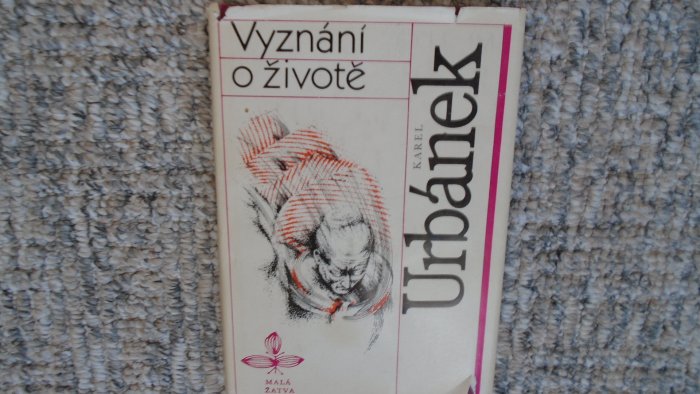 Vyznání
o životě
KAREL
Urbánek
MALÁ
ŽATVA